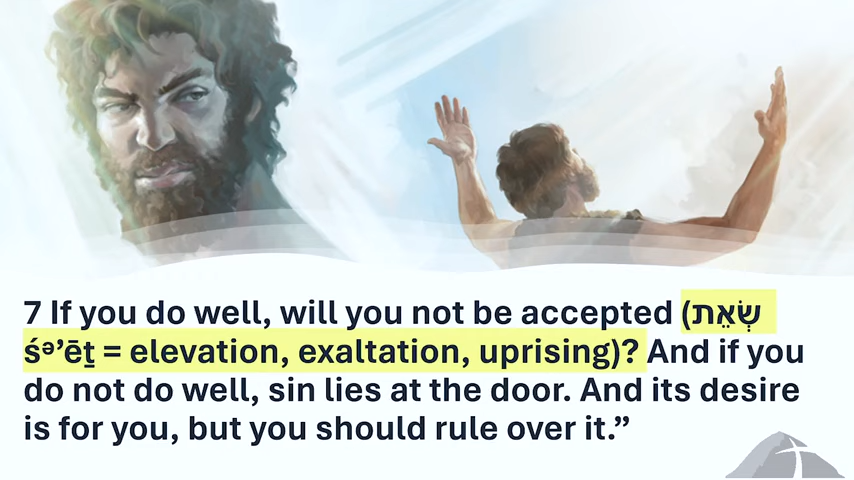 7 If you do well, will you not be accepted (שְׂאֵת
śᵊ’ēṯ = elevation, exaltation, uprising)? And if you
do not do well, sin lies at the door. And its desire
is for you, but you should rule over it.”